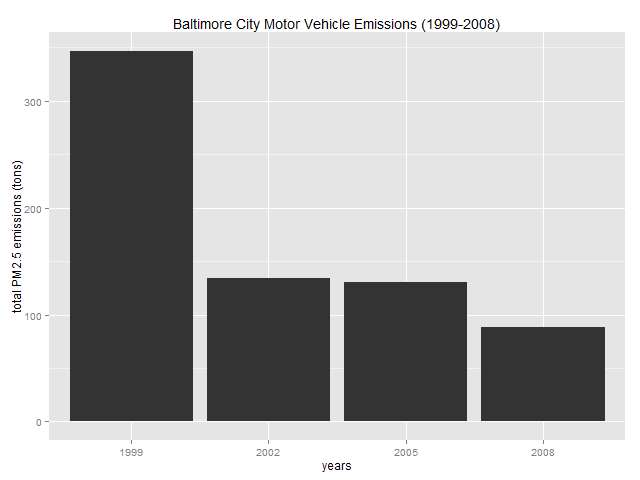 Baltimore City Motor Vehicle Emissions (1999-2008)
total PM2.5 emissions (tons)
300
200
100
0
1999 2002 2005 2008
years